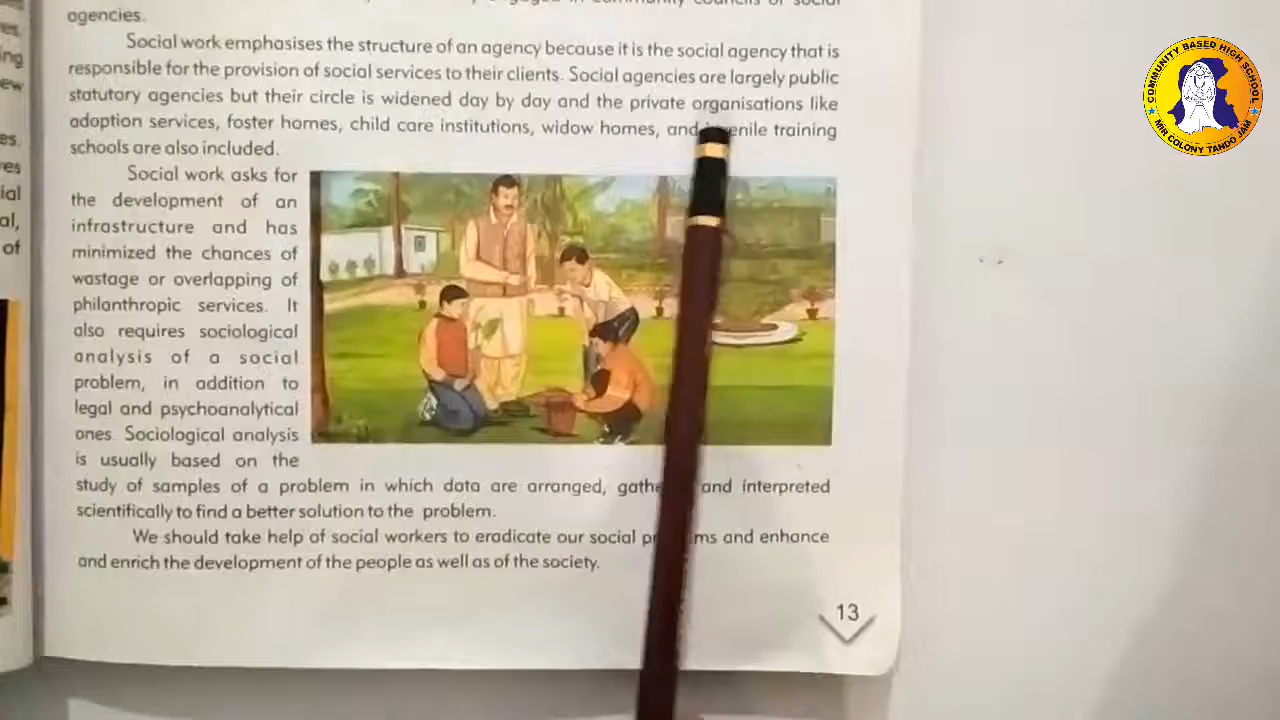 agencies.
Social work emphasises the structure of an agency because it is the social agency that is
responsible for the provision of social services to their clients. Social agencies are largely public
statutory agencies but their circle is widened day by day and the private organisations like
adoption services, foster homes, child care institutions, widow homes, and training
schools are also included.
Social work asks for
the development of an
infrastructure and has
minimized the chances of
wastage or overlapping of
philanthropic services. It
also requires sociological
analysis of a social
problem, in addition to
legal and psychoanalytical
ones. Sociological analysis
is usually based on the
study of samples of a problem in which data are arranged, and interpreted
scientifically to find a better solution to the problem.
We should take help of social workers to eradicate our social and enhance
and enrich the development of the people as well as of the society.
13
COMMUNITY BASED HIGH SCHOOL
MIR COLONY TANDO JAM